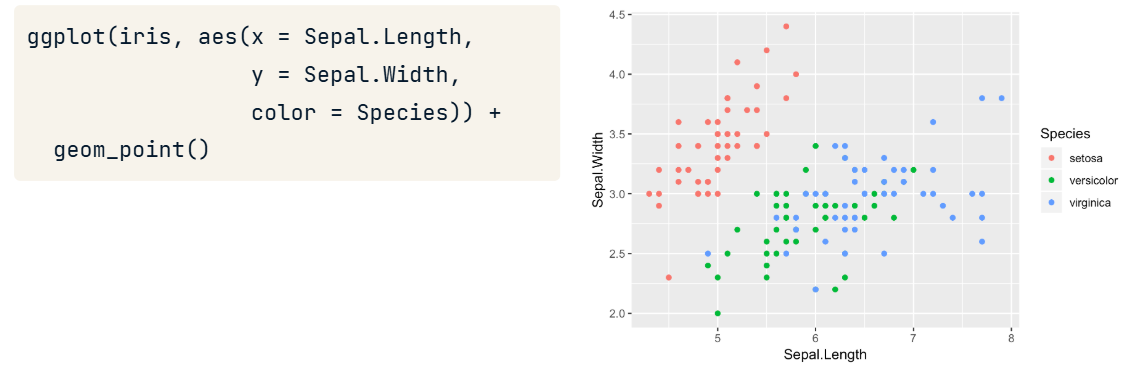 ggplot(iris, aes(x = Sepal.Length,
y = Sepal.Width,
color = Species)) +
geom_point()
4.5
4.0
3.5
3.0
2.5
2.0
Sepal.Width
5
6
7
8
Sepal.Length
Species
setosa
versicolor
virginica